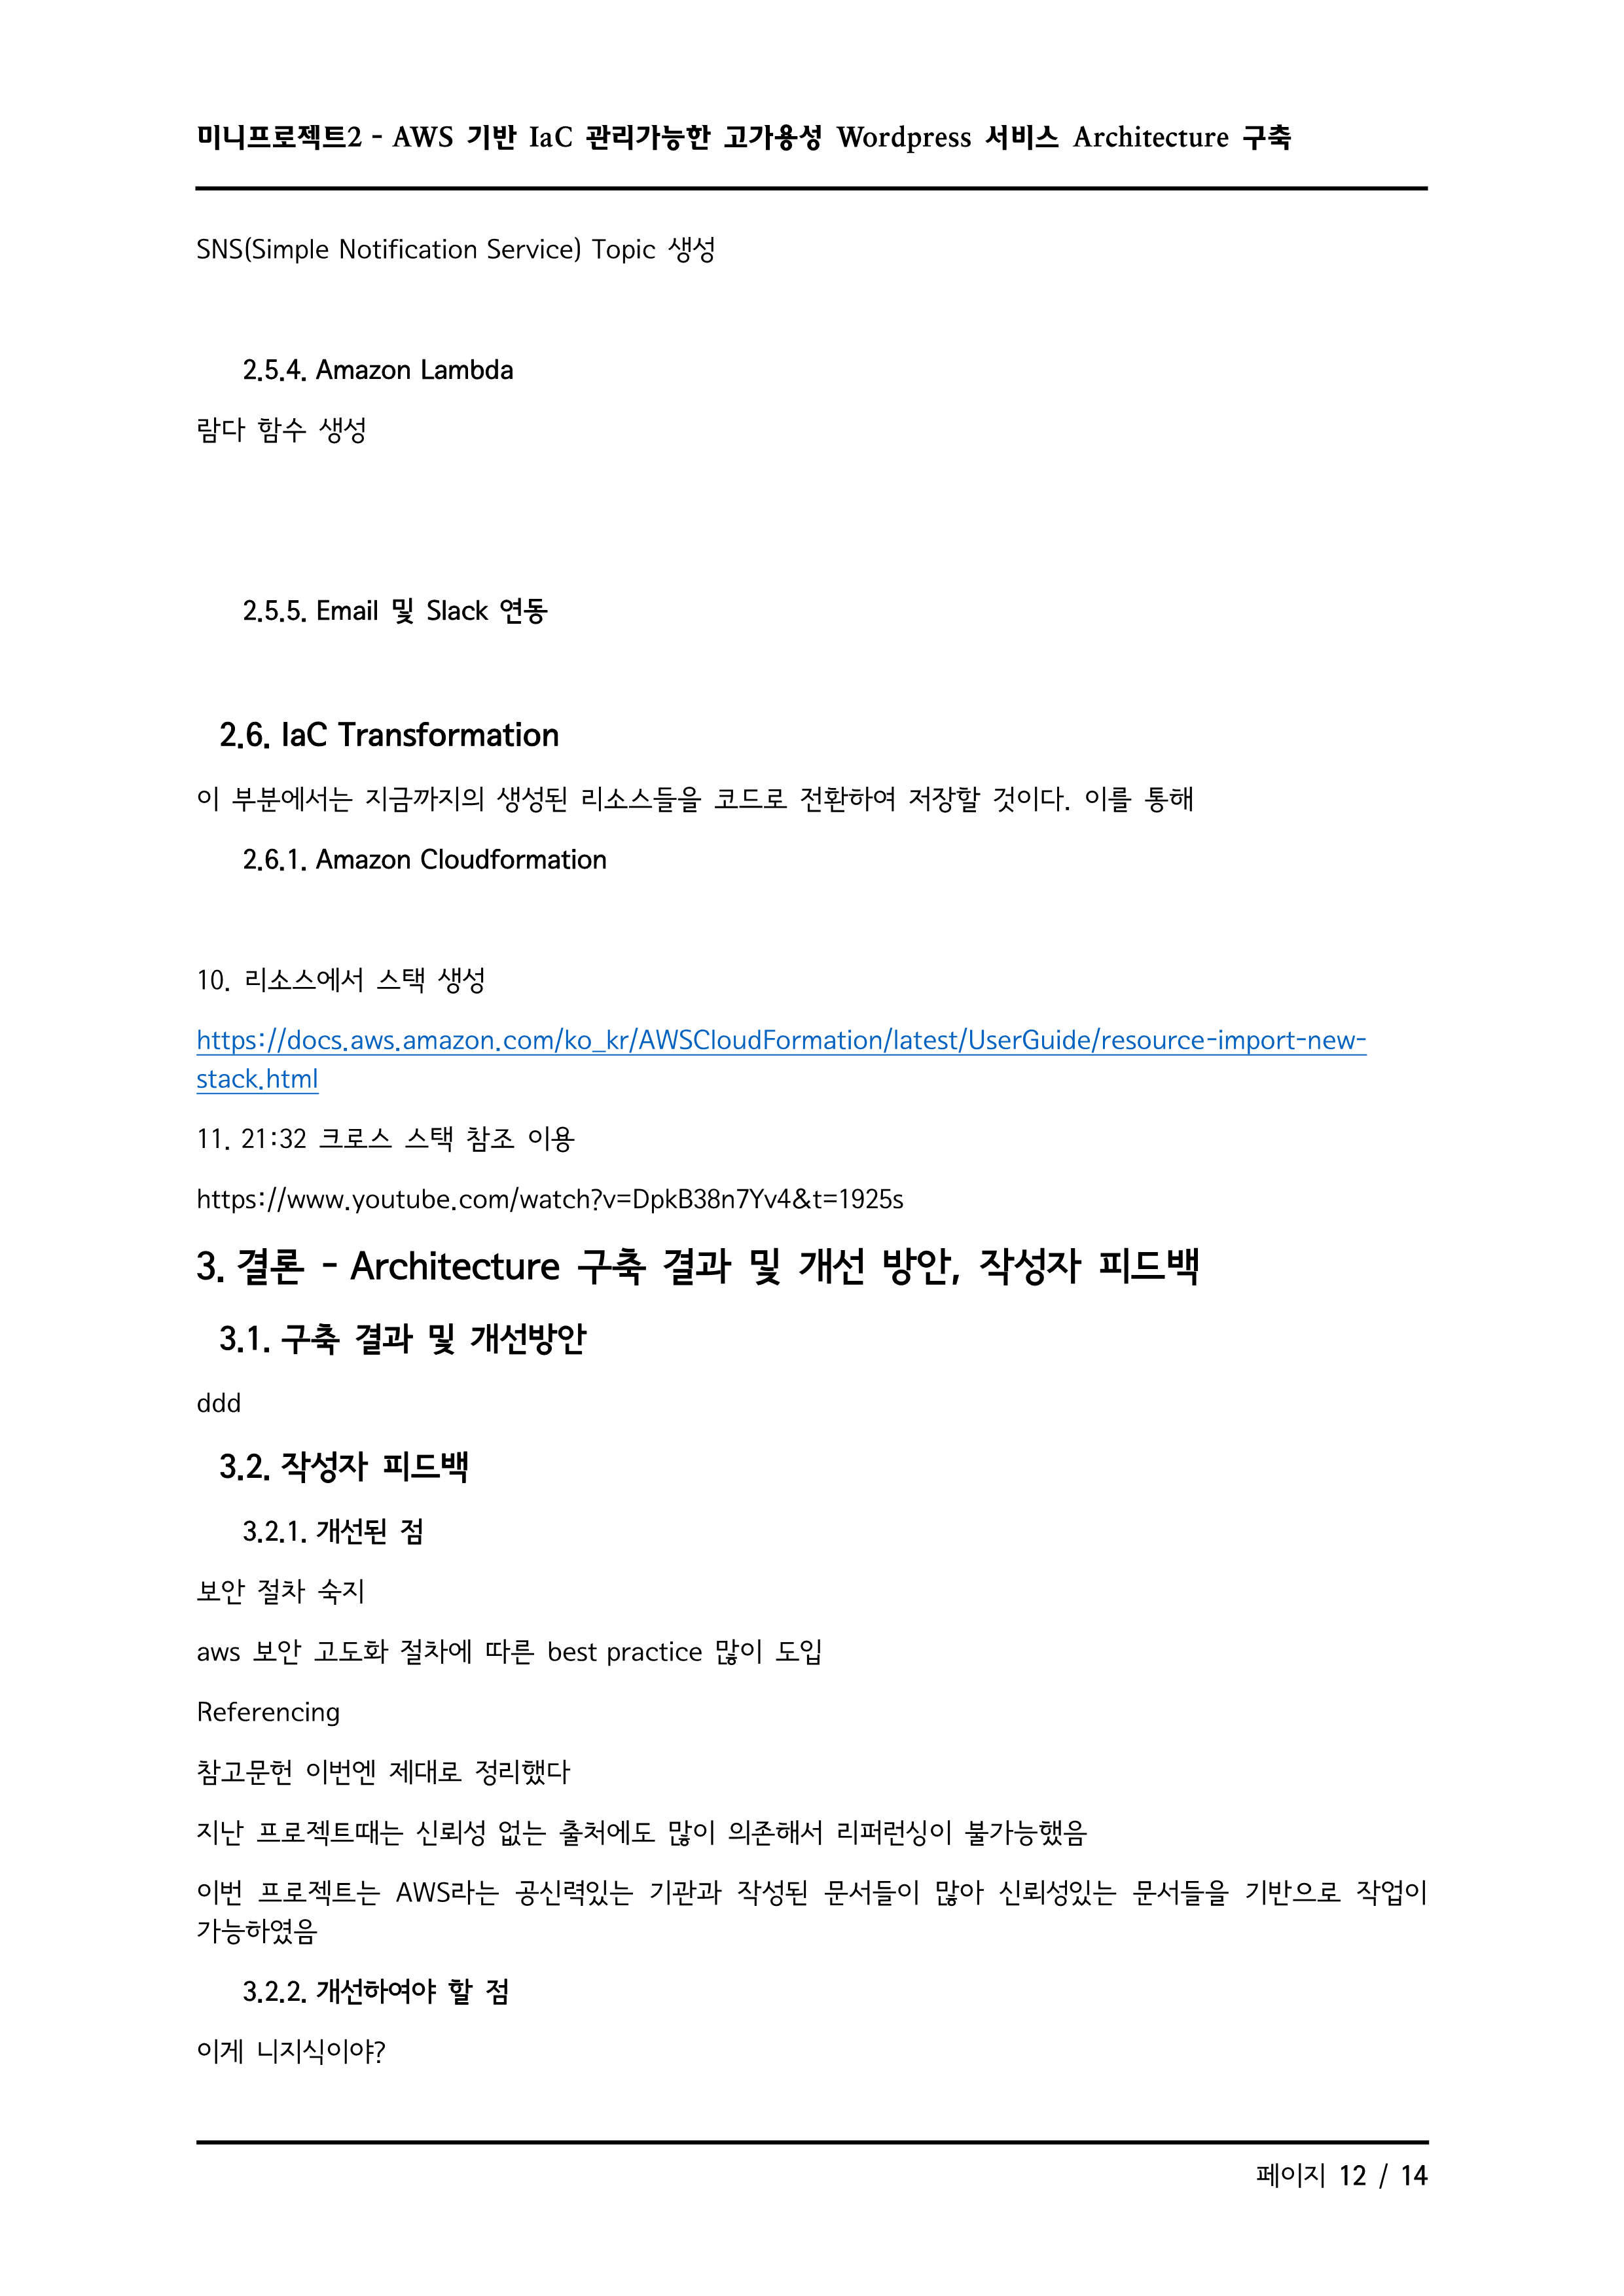 미니프로젝트2 - AWS 기반 IaC 관리가능한 고가용성 Wordpress 서비스 Architecture 구축
SNS(Simple Notification Service) Topic 생성
2.5.4. Amazon Lambda
람다 함수 생성
2.5.5. Email 및 Slack 연동
2.6. IaC Transformation
이 부분에서는 지금까지의 생성된 리소스들을 코드로 전환하여 저장할 것이다. 이를 통해
2.6.1. Amazon Cloudformation
10. 리소스에서 스택 생성
https://docs.aws.amazon.com/ko_kr/AWSCloudFormation/latest/UserGuide/resource-import-new-
stack.html
11. 21:32 크로스 스택 참조 이용
https://www.youtube.com/watch?v=DpkB38n7Yv4&t=1925s
3. 결론 - Architecture 구축 결과 및 개선 방안, 작성자 피드백
3.1. 구축 결과 및 개선방안
ddd
3.2. 작성자 피드백
3.2.1. 개선된 점
보안 절차 숙지
aws 보안 고도화 절차에 따른 best practice 많이 도입
Referencing
참고문헌 이번엔 제대로 정리했다
지난 프로젝트때는 신뢰성 없는 출처에도 많이 의존해서 리퍼런싱이 불가능했음
이번 프로젝트는 AWS라는 공신력있는 기관과 작성된 문서들이 많아 신뢰성있는 문서들을 기반으로 작업이
가능하였음
3.2.2. 개선하여야 할 점
이게 니지식이야?
페이지 12 / 14